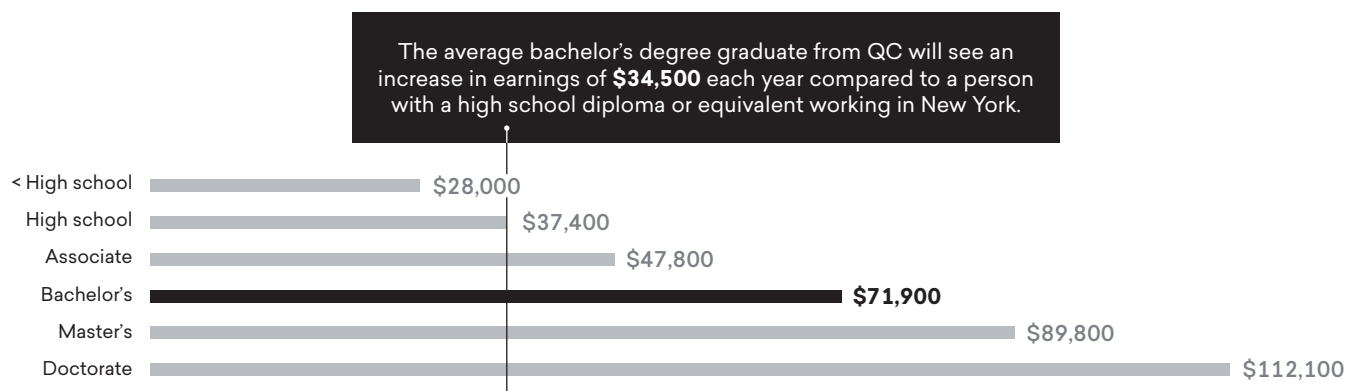 The average bachelor’s degree graduate from QC will see an
increase in earnings of $34,500 each year compared to a person
with a high school diploma or equivalent working in New York.
< High school $28,000
High school $37,400
Associate $47,800
Bachelor’s $71,900
Master’s $89,800
Doctorate $112,100